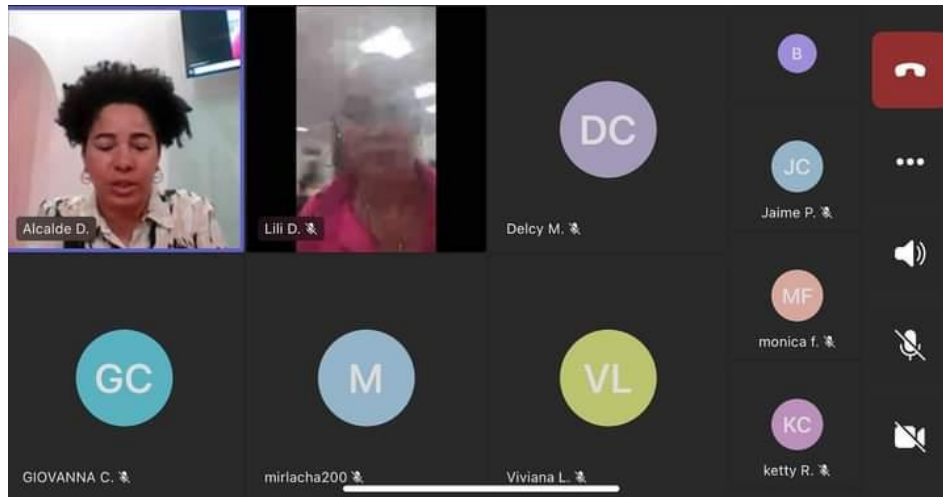 B
DC
JC
Alcalde D.
Lili D.
Delcy M.
Jaime P.
MF
monica f.
GC
M
VL
KC
GIOVANNA C.
mirlacha200
Viviana L.
ketty R.